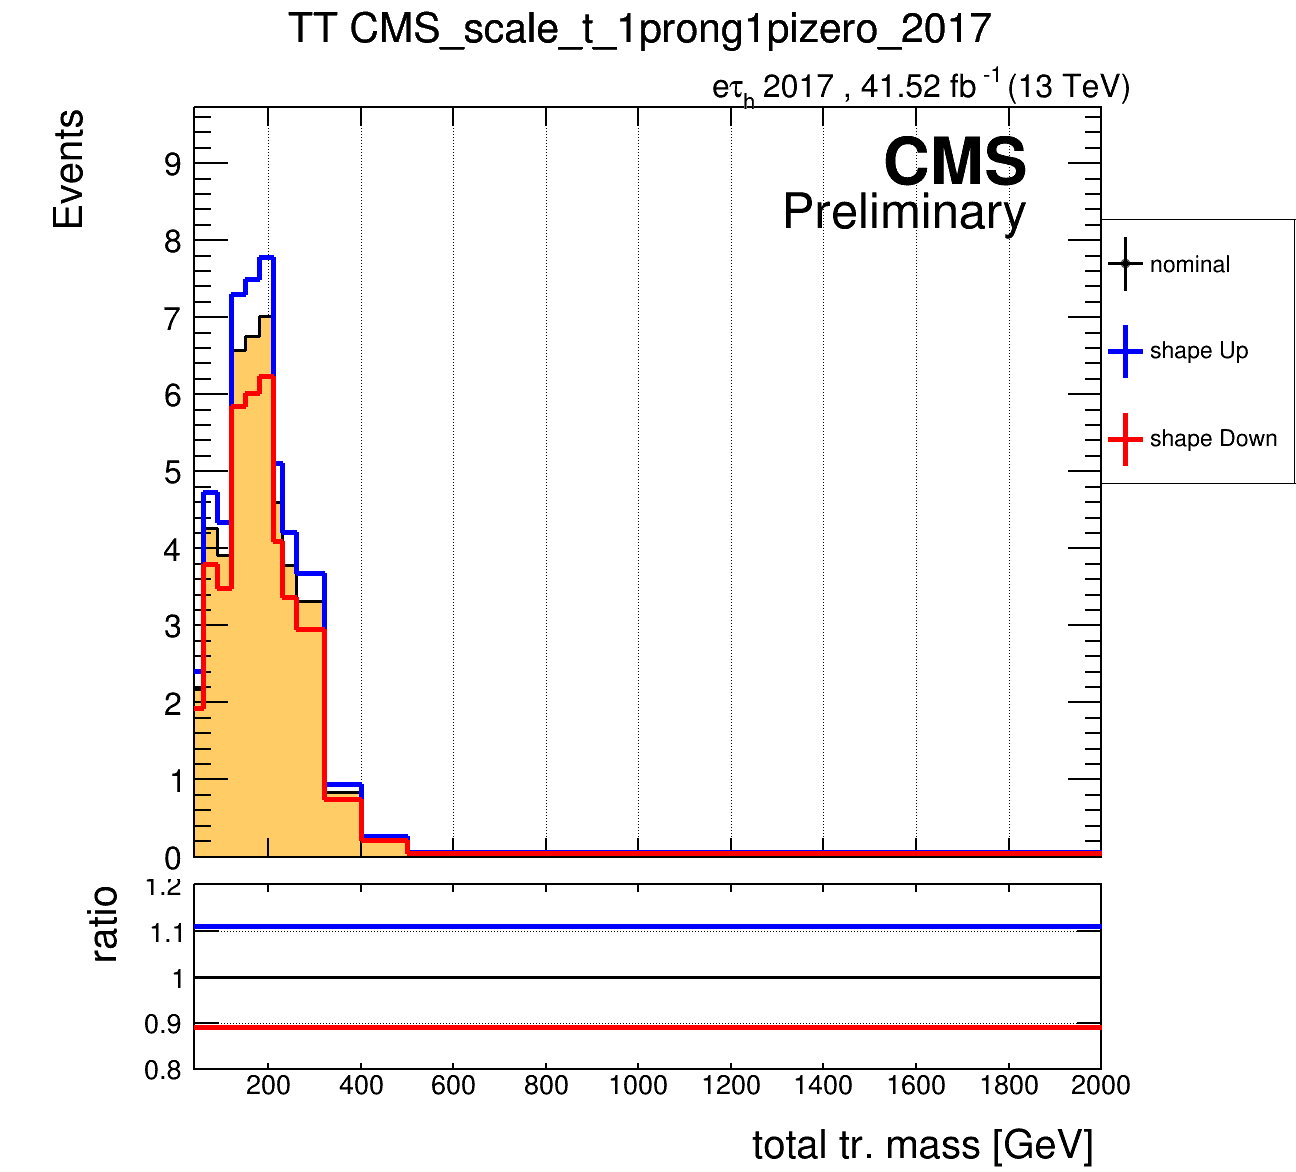 TT CMS_scale_t_1prong1pizero_2017
eτh 2017 , 41.52 fb -1 (13 TeV)
Events
CMS
Preliminary
9
8
7
6
5
4
3
2
1
0
nominal
shape Up
shape Down
ratio
1.2
1.1
1
0.9
0.8
200 400 600 800 1000 1200 1400 1600 1800 2000
total tr. mass [GeV]